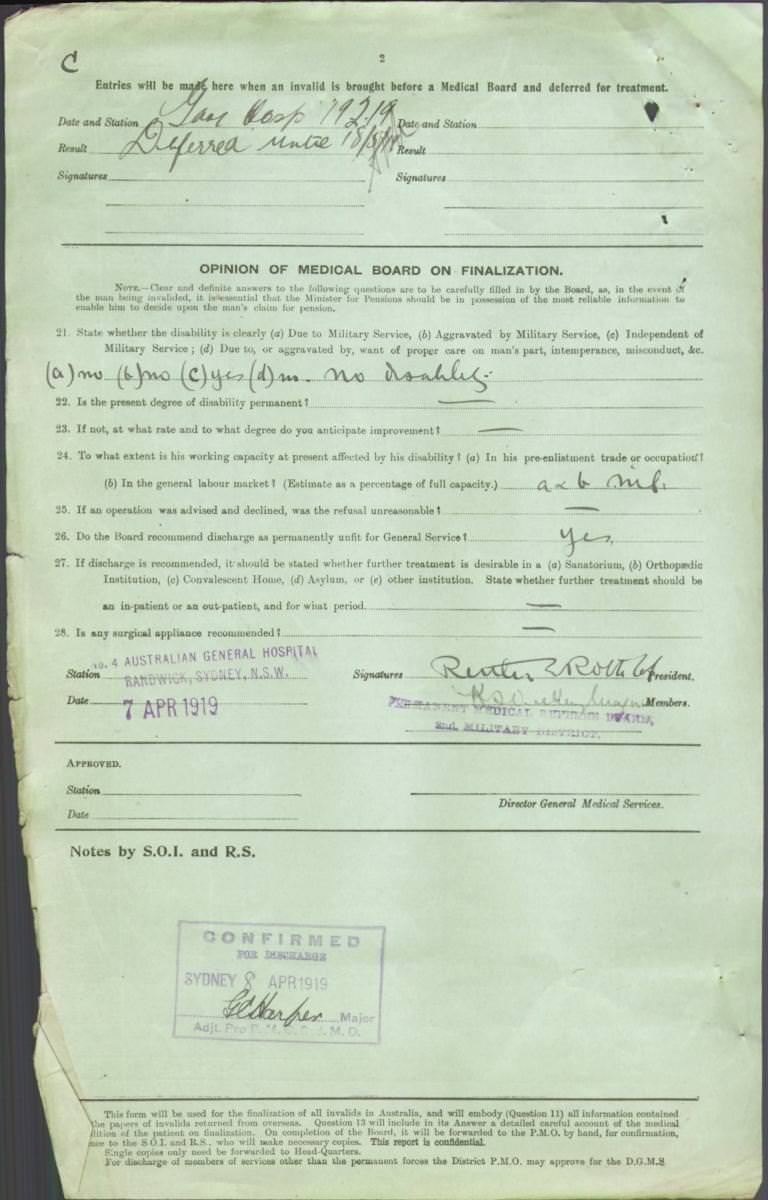 C
2
Entries will be made here when an invalid is brought before a Medical Board and deferred for treatment.
Date and Station Hosp Date and Station
Result Deferred until Result
Signatures Signatures
OPINION OF MEDICAL BOARD ON FINALIZATION.
NOTE.—Clear and definite answers to the following questions are to be carefully filled in by the Board, as, in the event of
the man being invalided, it is essential that the Minister for Pensions should be in possession of the most reliable information to
enable him to decide upon the man's claim for pension.
21. State whether the disability is clearly (a) Due to Military Service, (b) Aggravated by Military Service, (c) Independent of
Military Service; (d) Due to, or aggravated by, want of proper care on man's part, intemperance, misconduct, &c.
(a) no (b) no (c) yes (d) no. no disability.
22. Is the present degree of disability permanent? —
23. If not, at what rate and to what degree do you anticipate improvement? —
24. To what extent is his working capacity at present affected by his disability? (a) In his pre-enlistment trade or occupation?
(b) In the general labour market? (Estimate as a percentage of full capacity.) a & b nil.
25. If an operation was advised and declined, was the refusal unreasonable? —
26. Do the Board recommend discharge as permanently unfit for General Service? yes.
27. If discharge is recommended, it should be stated whether further treatment is desirable in a (a) Sanatorium, (b) Orthopædic
Institution, (c) Convalescent Home, (d) Asylum, or (e) other institution. State whether further treatment should be
an in-patient or an out-patient, and for what period. —
28. Is any surgical appliance recommended? —
No. 4 AUSTRALIAN GENERAL HOSPITAL
Station RANDWICK, SYDNEY, N.S.W. Signatures President.
Date 7 APR 1919 Members.
PERMANENT MEDICAL REFEREE BOARD,
2nd. MILITARY DISTRICT.
APPROVED.
Station
Director General Medical Services.
Date
Notes by S.O.I. and R.S.
CONFIRMED
FOR DISCHARGE
SYDNEY 8 APR 1919
GC Harper Major
Adjt. Pro P.M.O. M.D.
This form will be used for the finalization of all invalids in Australia, and will embody (Question 11) all information contained
the papers of invalids returned from overseas. Question 13 will include in its Answer a detailed careful account of the medical
dition of the patient on finalization. On completion of the Board, it will be forwarded to the P.M.O. by hand, for confirmation,
to the S.O.I. and R.S., who will make necessary copies. This report is confidential.
Single copies only need be forwarded to Head-Quarters.
For discharge of members of services other than the permanent forces the District P.M.O. may approve for the D.G.M.S.